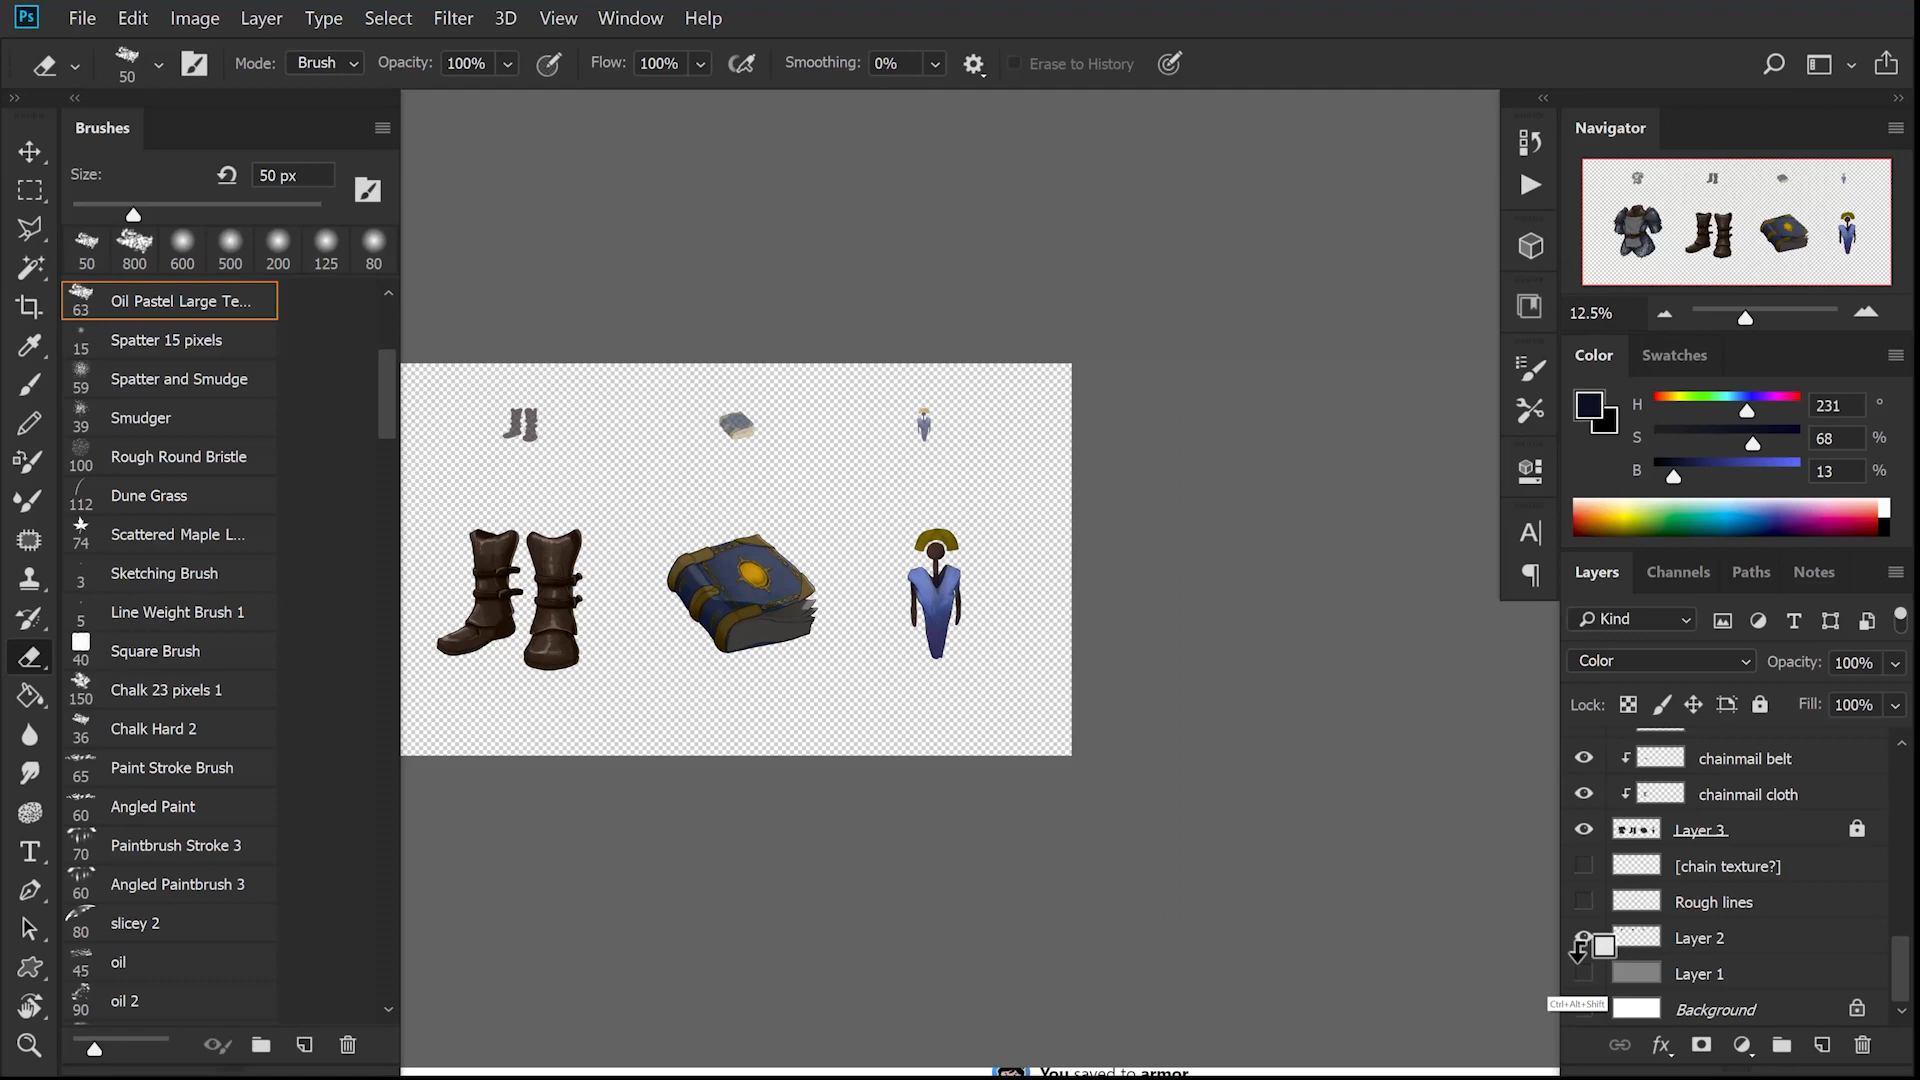 Ps File Edit Image Layer Type Select Filter 3D View Window Help
50 Mode: Brush Opacity: 100% Flow: 100% Smoothing: 0% Erase to History
Brushes
Size: 50 px
50 800 600 500 200 125 80
63 Oil Pastel Large Te...
15 Spatter 15 pixels
59 Spatter and Smudge
39 Smudger
100 Rough Round Bristle
112 Dune Grass
74 Scattered Maple L...
3 Sketching Brush
5 Line Weight Brush 1
40 Square Brush
150 Chalk 23 pixels 1
36 Chalk Hard 2
65 Paint Stroke Brush
60 Angled Paint
70 Paintbrush Stroke 3
60 Angled Paintbrush 3
80 slicey 2
45 oil
90 oil 2
You saved to armor
Navigator
12.5%
Color Swatches
H 231 °
S 68 %
B 13 %
Layers Channels Paths Notes
Kind
Color Opacity: 100%
Lock: Fill: 100%
chainmail belt
chainmail cloth
Layer 3
[chain texture?]
Rough lines
Layer 2
Layer 1
Ctrl+Alt+Shift
Background
fx